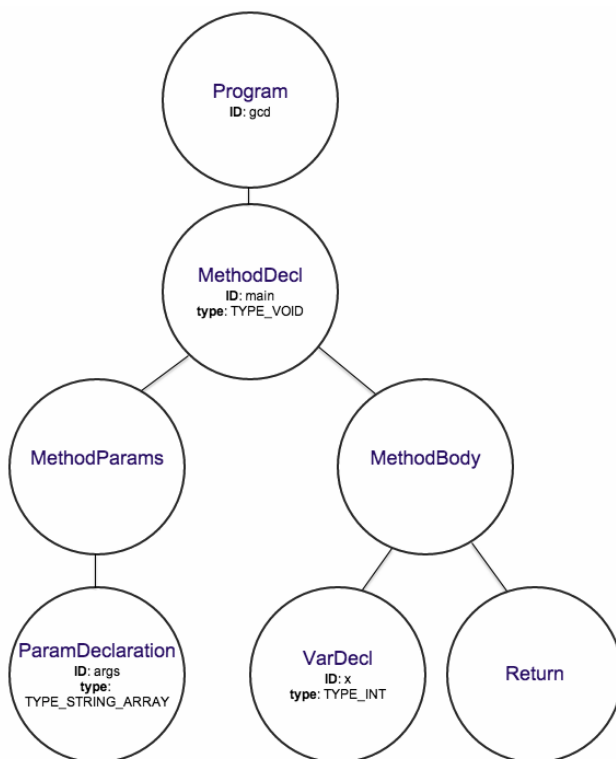 Program
ID: gcd
MethodDecl
ID: main
type: TYPE_VOID
MethodParams
MethodBody
ParamDeclaration
ID: args
type:
TYPE_STRING_ARRAY
VarDecl
ID: x
type: TYPE_INT
Return